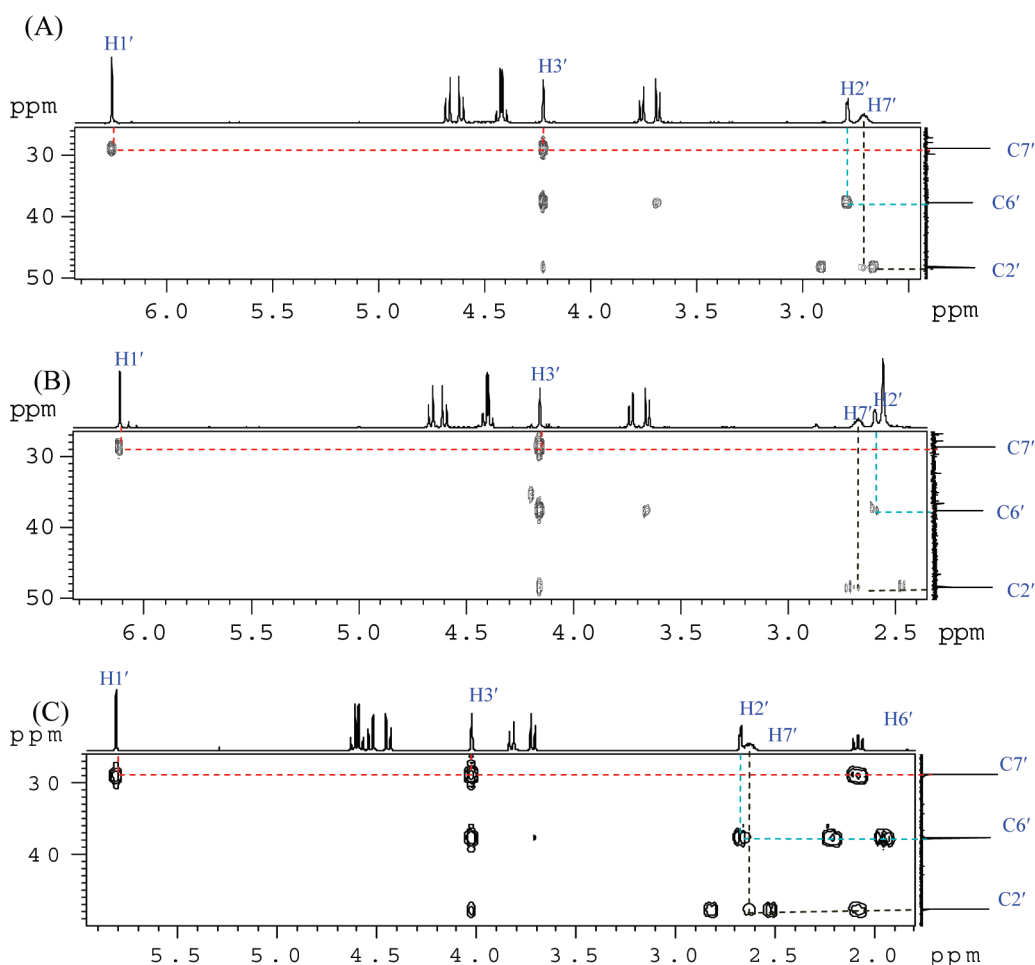 (A)
H1′
H3′
H2′
H7′
ppm
30
40
50
C7′
C6′
C2′
6.0 5.5 5.0 4.5 4.0 3.5 3.0 ppm
(B)
H1′
H3′
H7′
H2′
ppm
30
40
50
C7′
C6′
C2′
6.0 5.5 5.0 4.5 4.0 3.5 3.0 2.5 ppm
(C)
H1′
H3′
H2′
H7′
H6′
ppm
30
40
C7′
C6′
C2′
5.5 5.0 4.5 4.0 3.5 3.0 2.5 2.0 ppm